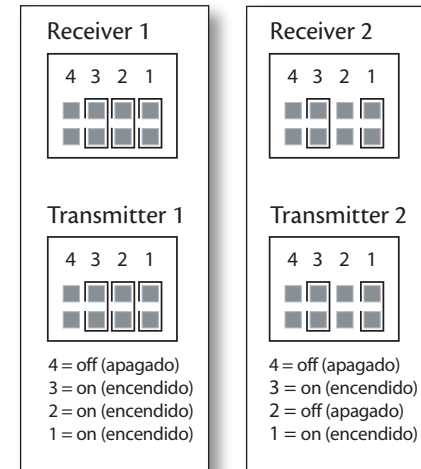 Receiver 1
4 3 2 1
Transmitter 1
4 3 2 1
4 = off (apagado)
3 = on (encendido)
2 = on (encendido)
1 = on (encendido)
Receiver 2
4 3 2 1
Transmitter 2
4 3 2 1
4 = off (apagado)
3 = on (encendido)
2 = off (apagado)
1 = on (encendido)